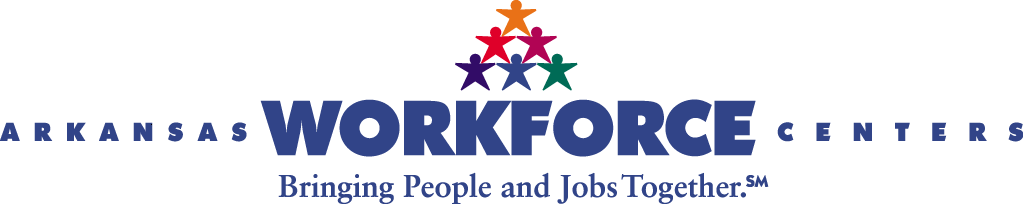 ARKANSAS WORKFORCE CENTERS
Bringing People and Jobs Together.℠